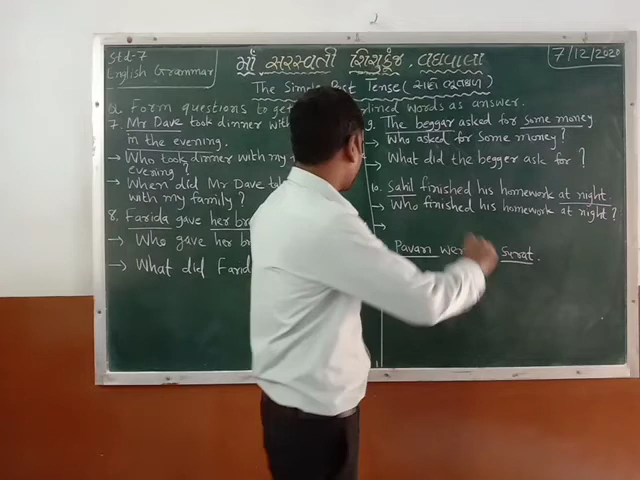 Std-7
English Grammar
માઁ સરસ્વતી શિશુકુંજ, વઘવાલા
7/12/2020
The Simple Past Tense (સાદો ભૂતકાળ)
Q. Form questions to get underlined words as answer.
7. Mr Dave took dinner with
in the evening.
→ Who took dinner with my
evening?
→ When did Mr Dave
with my family?
8. Farida gave her
→ Who gave her
→ What did
9. The beggar asked for some money
→ Who asked for some money?
→ What did the begger ask for?
10. Sahil finished his homework at night.
→ Who finished his homework at night?
→
Pavan Surat.